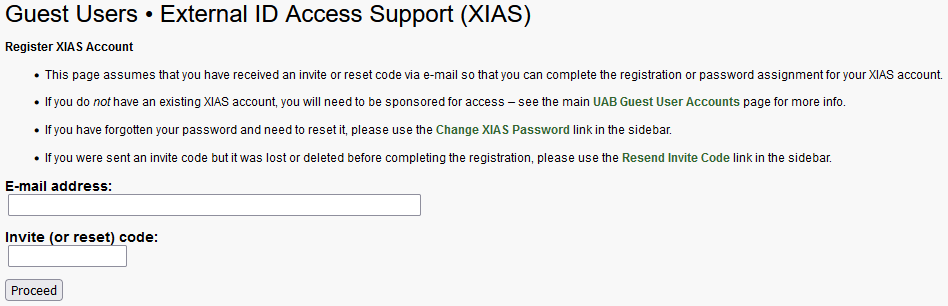 Guest Users • External ID Access Support (XIAS)
Register XIAS Account
• This page assumes that you have received an invite or reset code via e-mail so that you can complete the registration or password assignment for your XIAS account.
• If you do not have an existing XIAS account, you will need to be sponsored for access – see the main UAB Guest User Accounts page for more info.
• If you have forgotten your password and need to reset it, please use the Change XIAS Password link in the sidebar.
• If you were sent an invite code but it was lost or deleted before completing the registration, please use the Resend Invite Code link in the sidebar.
E-mail address:
Invite (or reset) code:
Proceed